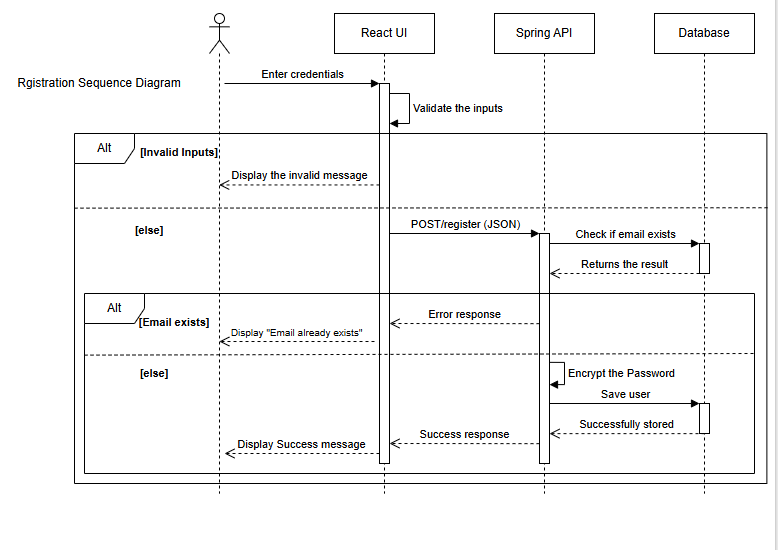 React UI
Spring API
Database
Rgistration Sequence Diagram
Enter credentials
Validate the inputs
Alt
[Invalid Inputs]
Display the invalid message
[else]
POST/register (JSON)
Check if email exists
Returns the result
Alt
[Email exists]
Error response
Display "Email already exists"
[else]
Encrypt the Password
Save user
Successfully stored
Success response
Display Success message